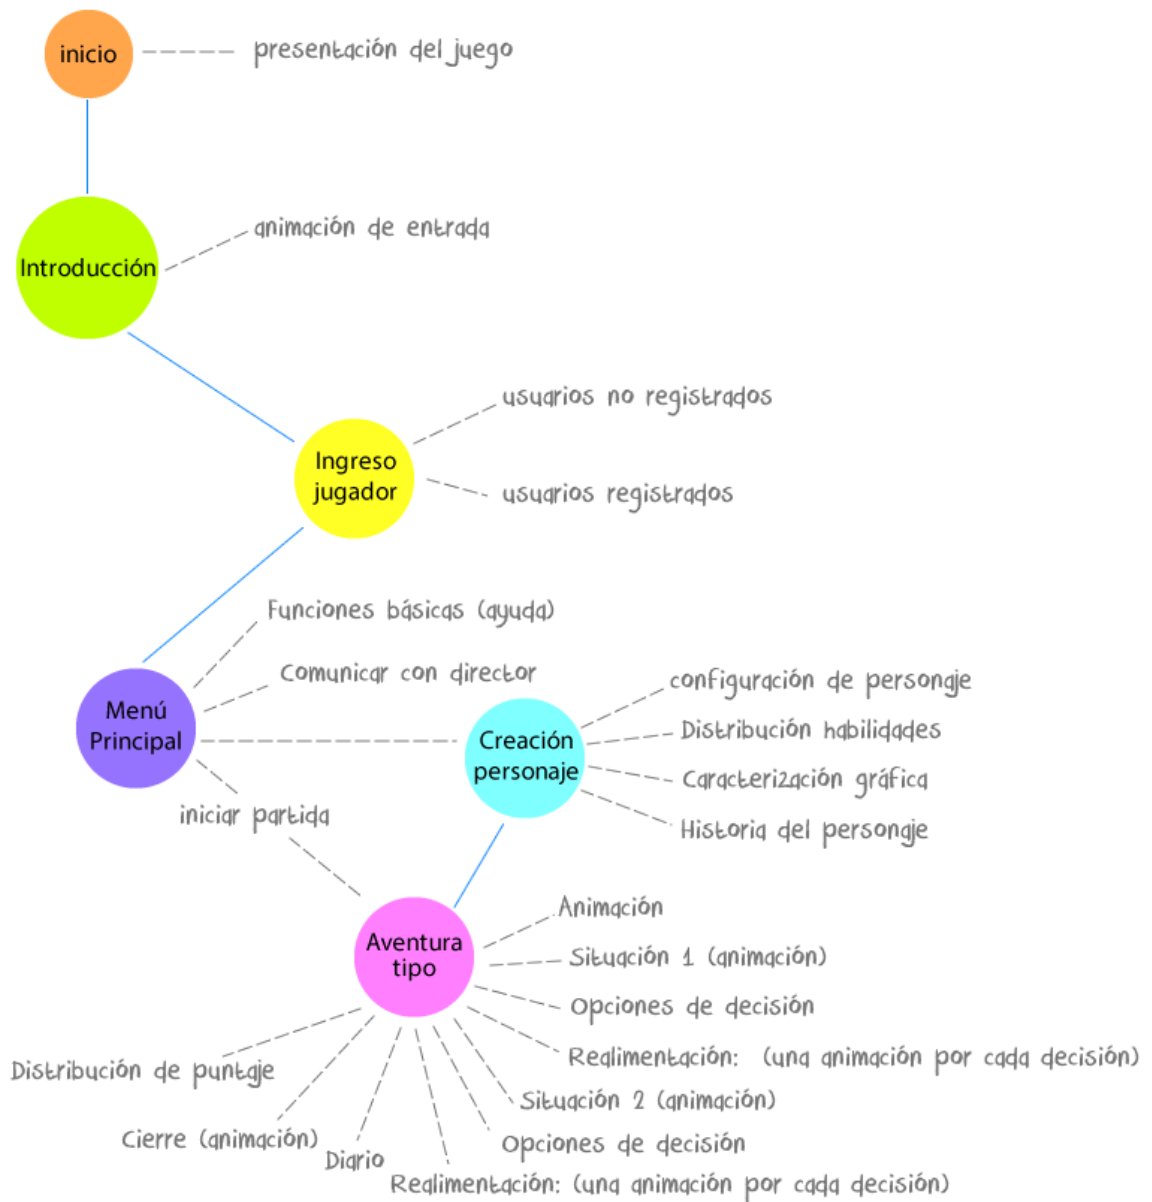 inicio
presentación del juego
Introducción
animación de entrada
Ingreso
jugador
usuarios no registrados
usuarios registrados
Menú
Principal
Funciones básicas (ayuda)
Comunicar con director
iniciar partida
Creación
personaje
configuración de personaje
Distribución habilidades
Caracterización gráfica
Historia del personaje
Aventura
tipo
Animación
Situación 1 (animación)
Opciones de decisión
Realimentación: (una animación por cada decisión)
Situación 2 (animación)
Opciones de decisión
Realimentación: (una animación por cada decisión)
Diario
Cierre (animación)
Distribución de puntaje